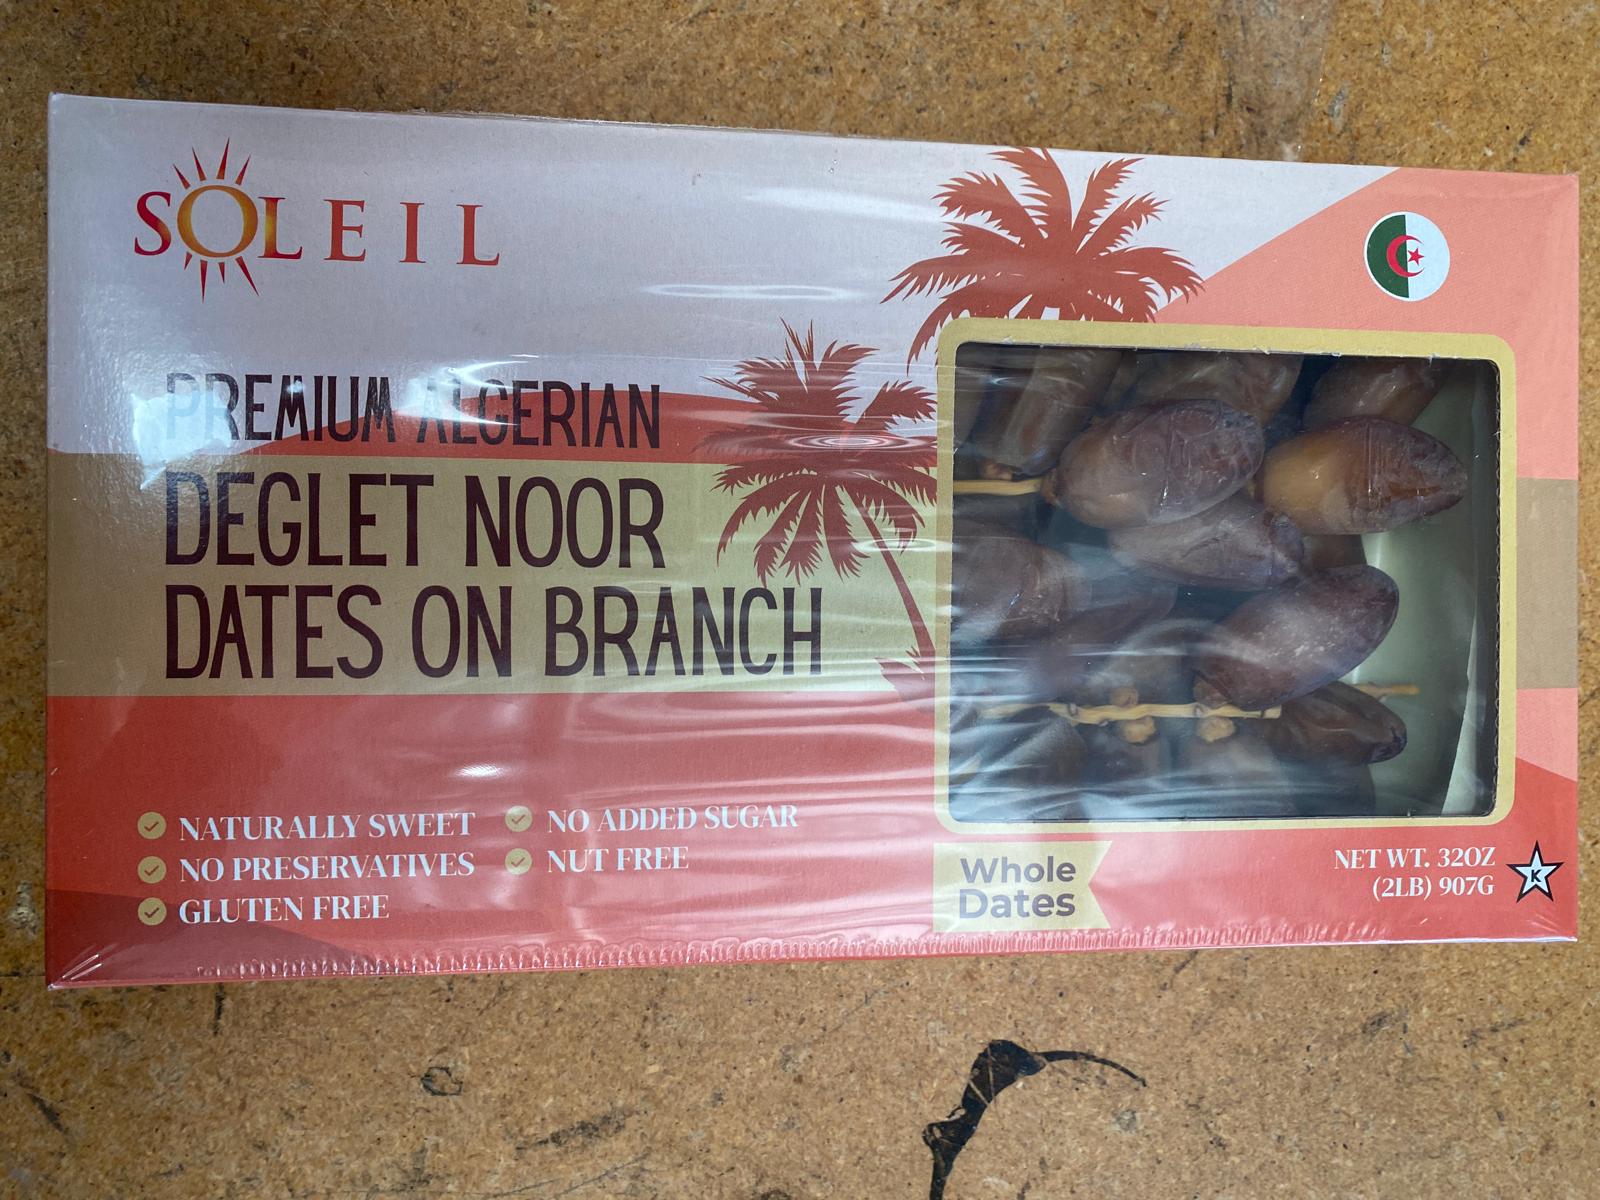 SOLEIL
PREMIUM ALGERIAN
DEGLET NOOR
DATES ON BRANCH
NATURALLY SWEET
NO PRESERVATIVES
GLUTEN FREE
NO ADDED SUGAR
NUT FREE
Whole
Dates
NET WT. 32OZ
(2LB) 907G
K